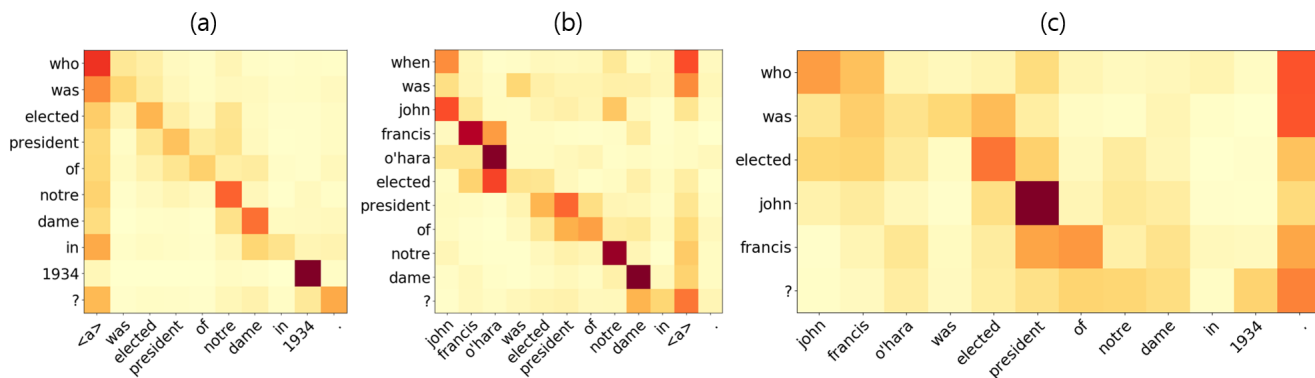 (a)
who
was
elected
president
of
notre
dame
in
1934
?
<a>
was
elected
president
of
notre
dame
in
1934
.
(b)
when
was
john
francis
o'hara
elected
president
of
notre
dame
?
john
francis
o'hara
was
elected
president
of
notre
dame
in
<a>
.
(c)
who
was
elected
john
francis
?
john
francis
o'hara
was
elected
president
of
notre
dame
in
1934
.